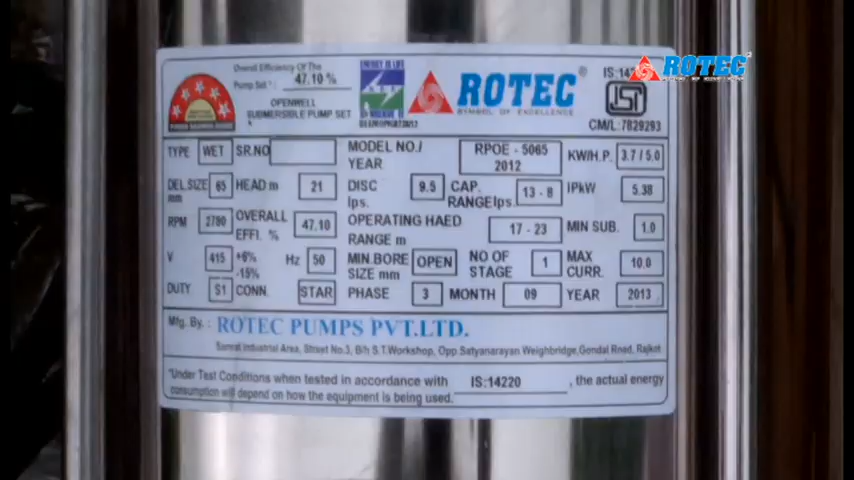 Overall Efficiency Of The
Pump Set : 47.10 %
OPENWELL
SUBMERSIBLE PUMP SET
ENERGY IS LIFE
ROTEC
SYMBOL OF EXCELLENCE
IS:14
ISI
CM/L:7829293
ROTEC
TYPE WET SR.NO MODEL NO./ YEAR RPOE - 5065 2012 KW/H.P. 3.7 / 5.0
DEL.SIZE mm 65 HEAD m 21 DISC lps. 9.5 CAP. RANGE lps. 13 - 8 IPkW 5.38
RPM 2790 OVERALL EFFI. % 47.10 OPERATING HAED RANGE m 17 - 23 MIN SUB. 1.0
V 415 +6% -15% Hz 50 MIN.BORE SIZE mm OPEN NO OF STAGE 1 MAX CURR. 10.0
DUTY S1 CONN. STAR PHASE 3 MONTH 09 YEAR 2013
Mfg. By. : ROTEC PUMPS PVT.LTD.
Samrat Industrial Area, Street No.3, B/h S.T.Workshop, Opp.Satyanarayan Weighbridge,Gondal Road, Rajkot
*Under Test Conditions when tested in accordance with IS:14220 , the actual energy
consumption will depend on how the equipment is being used.